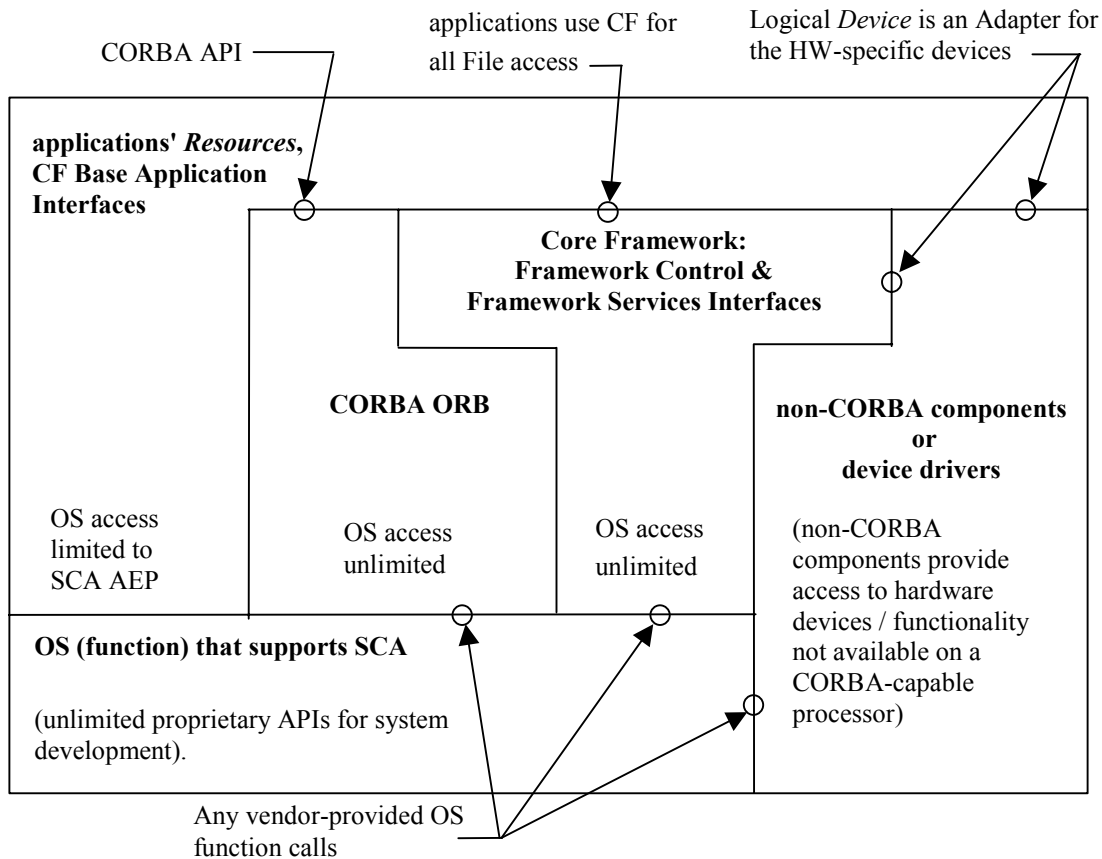 CORBA API
applications use CF for
all File access
Logical Device is an Adapter for
the HW-specific devices
applications' Resources,
CF Base Application
Interfaces
Core Framework:
Framework Control &
Framework Services Interfaces
CORBA ORB
non-CORBA components
or
device drivers
OS access
limited to
SCA AEP
OS access
unlimited
OS access
unlimited
(non-CORBA
components provide
access to hardware
devices / functionality
not available on a
CORBA-capable
processor)
OS (function) that supports SCA
(unlimited proprietary APIs for system
development).
Any vendor-provided OS
function calls